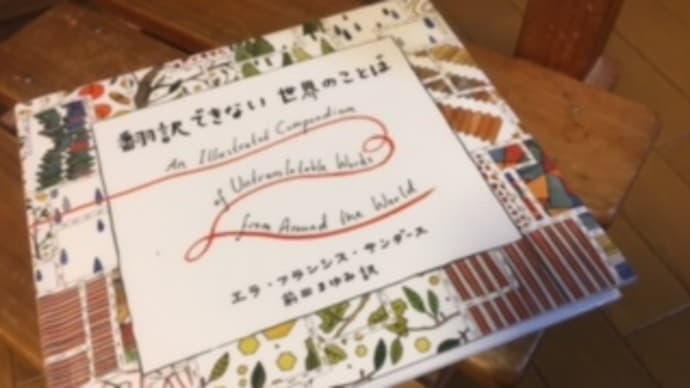 翻訳できない 世界のことば
An Illustrated Compendium
of Untranslatable Words
from Around the World
エラ・フランシス・サンダース
前田まゆみ 訳